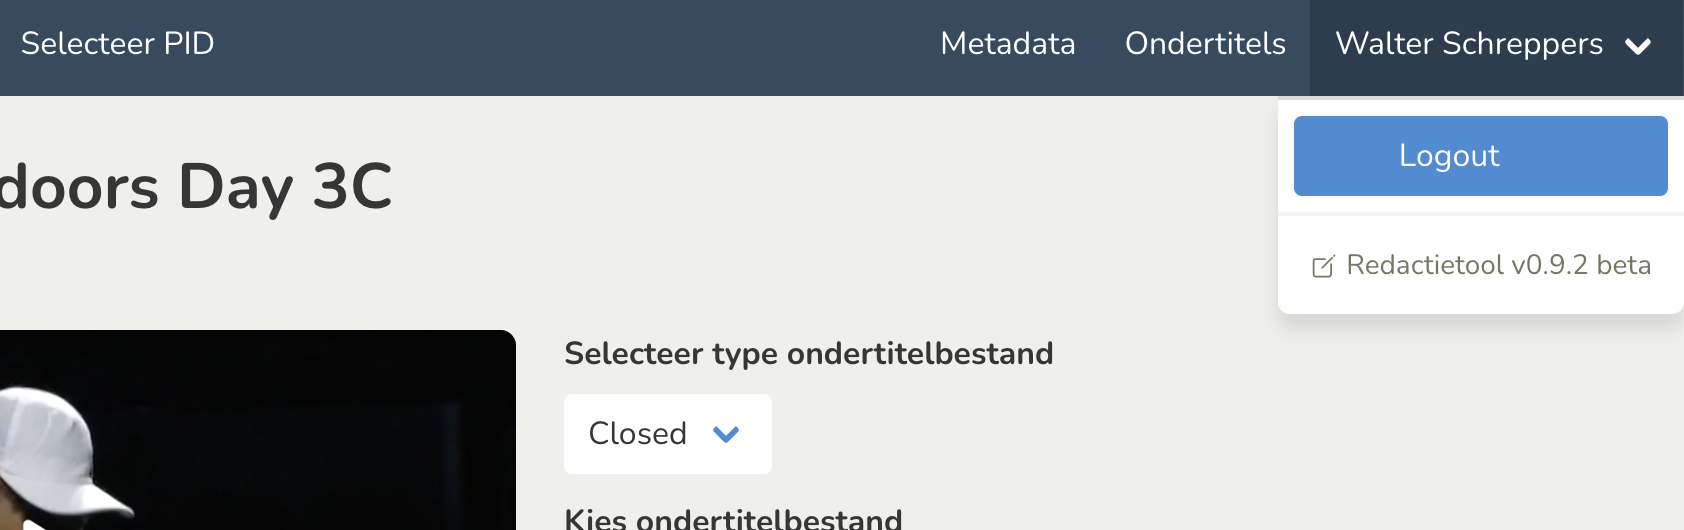 Selecteer PID
Metadata
Ondertitels
Walter Schreppers
Logout
doors Day 3C
Redactietool v0.9.2 beta
Selecteer type ondertitelbestand
Closed
Kies ondertitelbestand